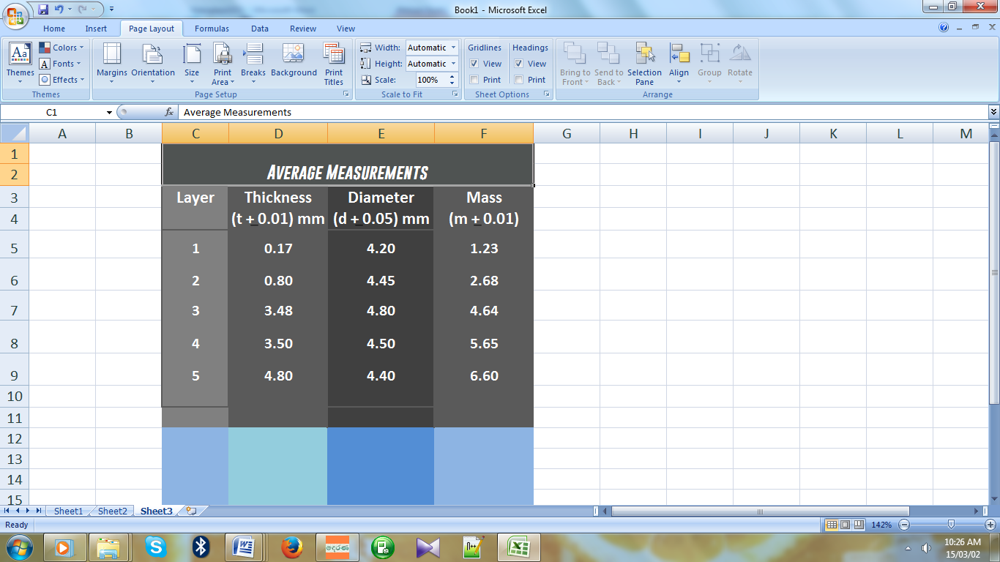 Book1 - Microsoft Excel
Home Insert Page Layout Formulas Data Review View
Aa Colors Width: Automatic Gridlines Headings
A Fonts Height: Automatic View View
Themes Effects Margins Orientation Size Print Area Breaks Background Print Titles Scale: 100% Print Print Bring to Front Send to Back Selection Pane Align Group Rotate
Themes Page Setup Scale to Fit Sheet Options Arrange
C1 fx Average Measurements
A B C D E F G H I J K L M
1
2 AVERAGE MEASUREMENTS
3 Layer Thickness Diameter Mass
4 (t + 0.01) mm (d + 0.05) mm (m + 0.01)
5 1 0.17 4.20 1.23
6 2 0.80 4.45 2.68
7 3 3.48 4.80 4.64
8 4 3.50 4.50 5.65
9 5 4.80 4.40 6.60
10
11
12
13
14
15
Sheet1 Sheet2 Sheet3
Ready 142%
දෙරණ
10:26 AM
15/03/02